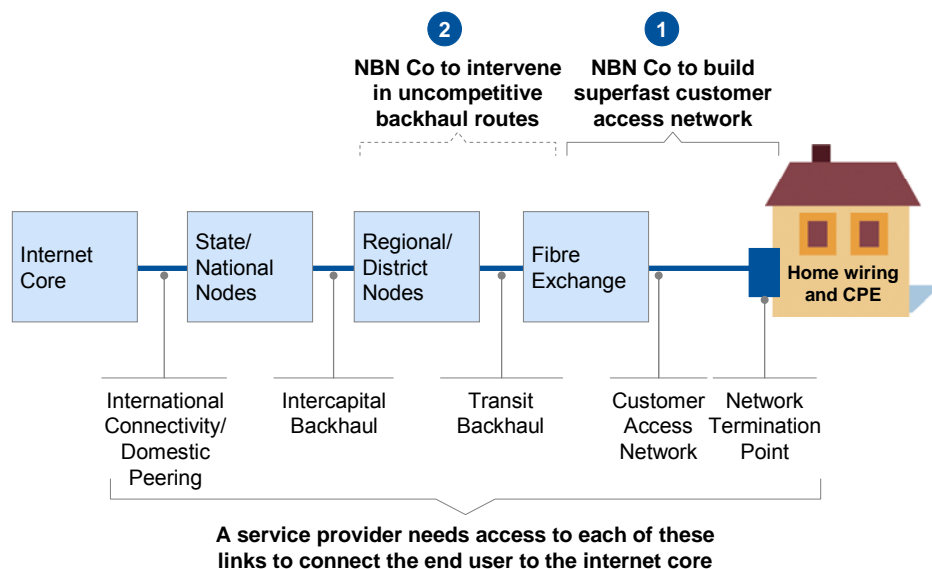 2
NBN Co to intervene
in uncompetitive
backhaul routes
1
NBN Co to build
superfast customer
access network
Internet
Core
State/
National
Nodes
Regional/
District
Nodes
Fibre
Exchange
Home wiring
and CPE
International
Connectivity/
Domestic
Peering
Intercapital
Backhaul
Transit
Backhaul
Customer
Access
Network
Network
Termination
Point
A service provider needs access to each of these
links to connect the end user to the internet core